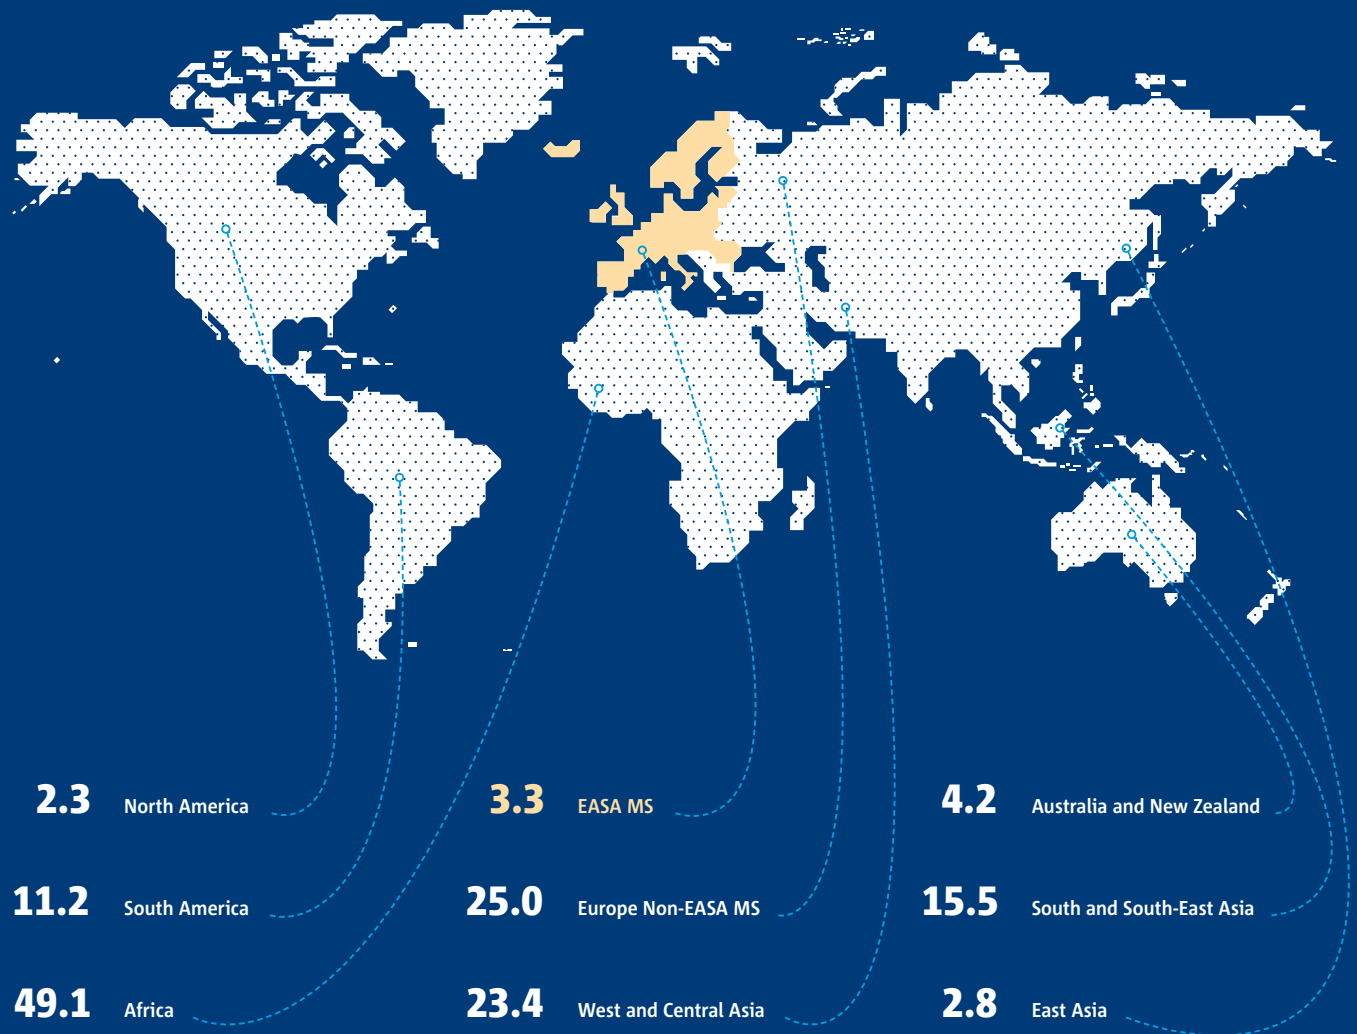 2.3 North America
3.3 EASA MS
4.2 Australia and New Zealand
11.2 South America
25.0 Europe Non-EASA MS
15.5 South and South-East Asia
49.1 Africa
23.4 West and Central Asia
2.8 East Asia